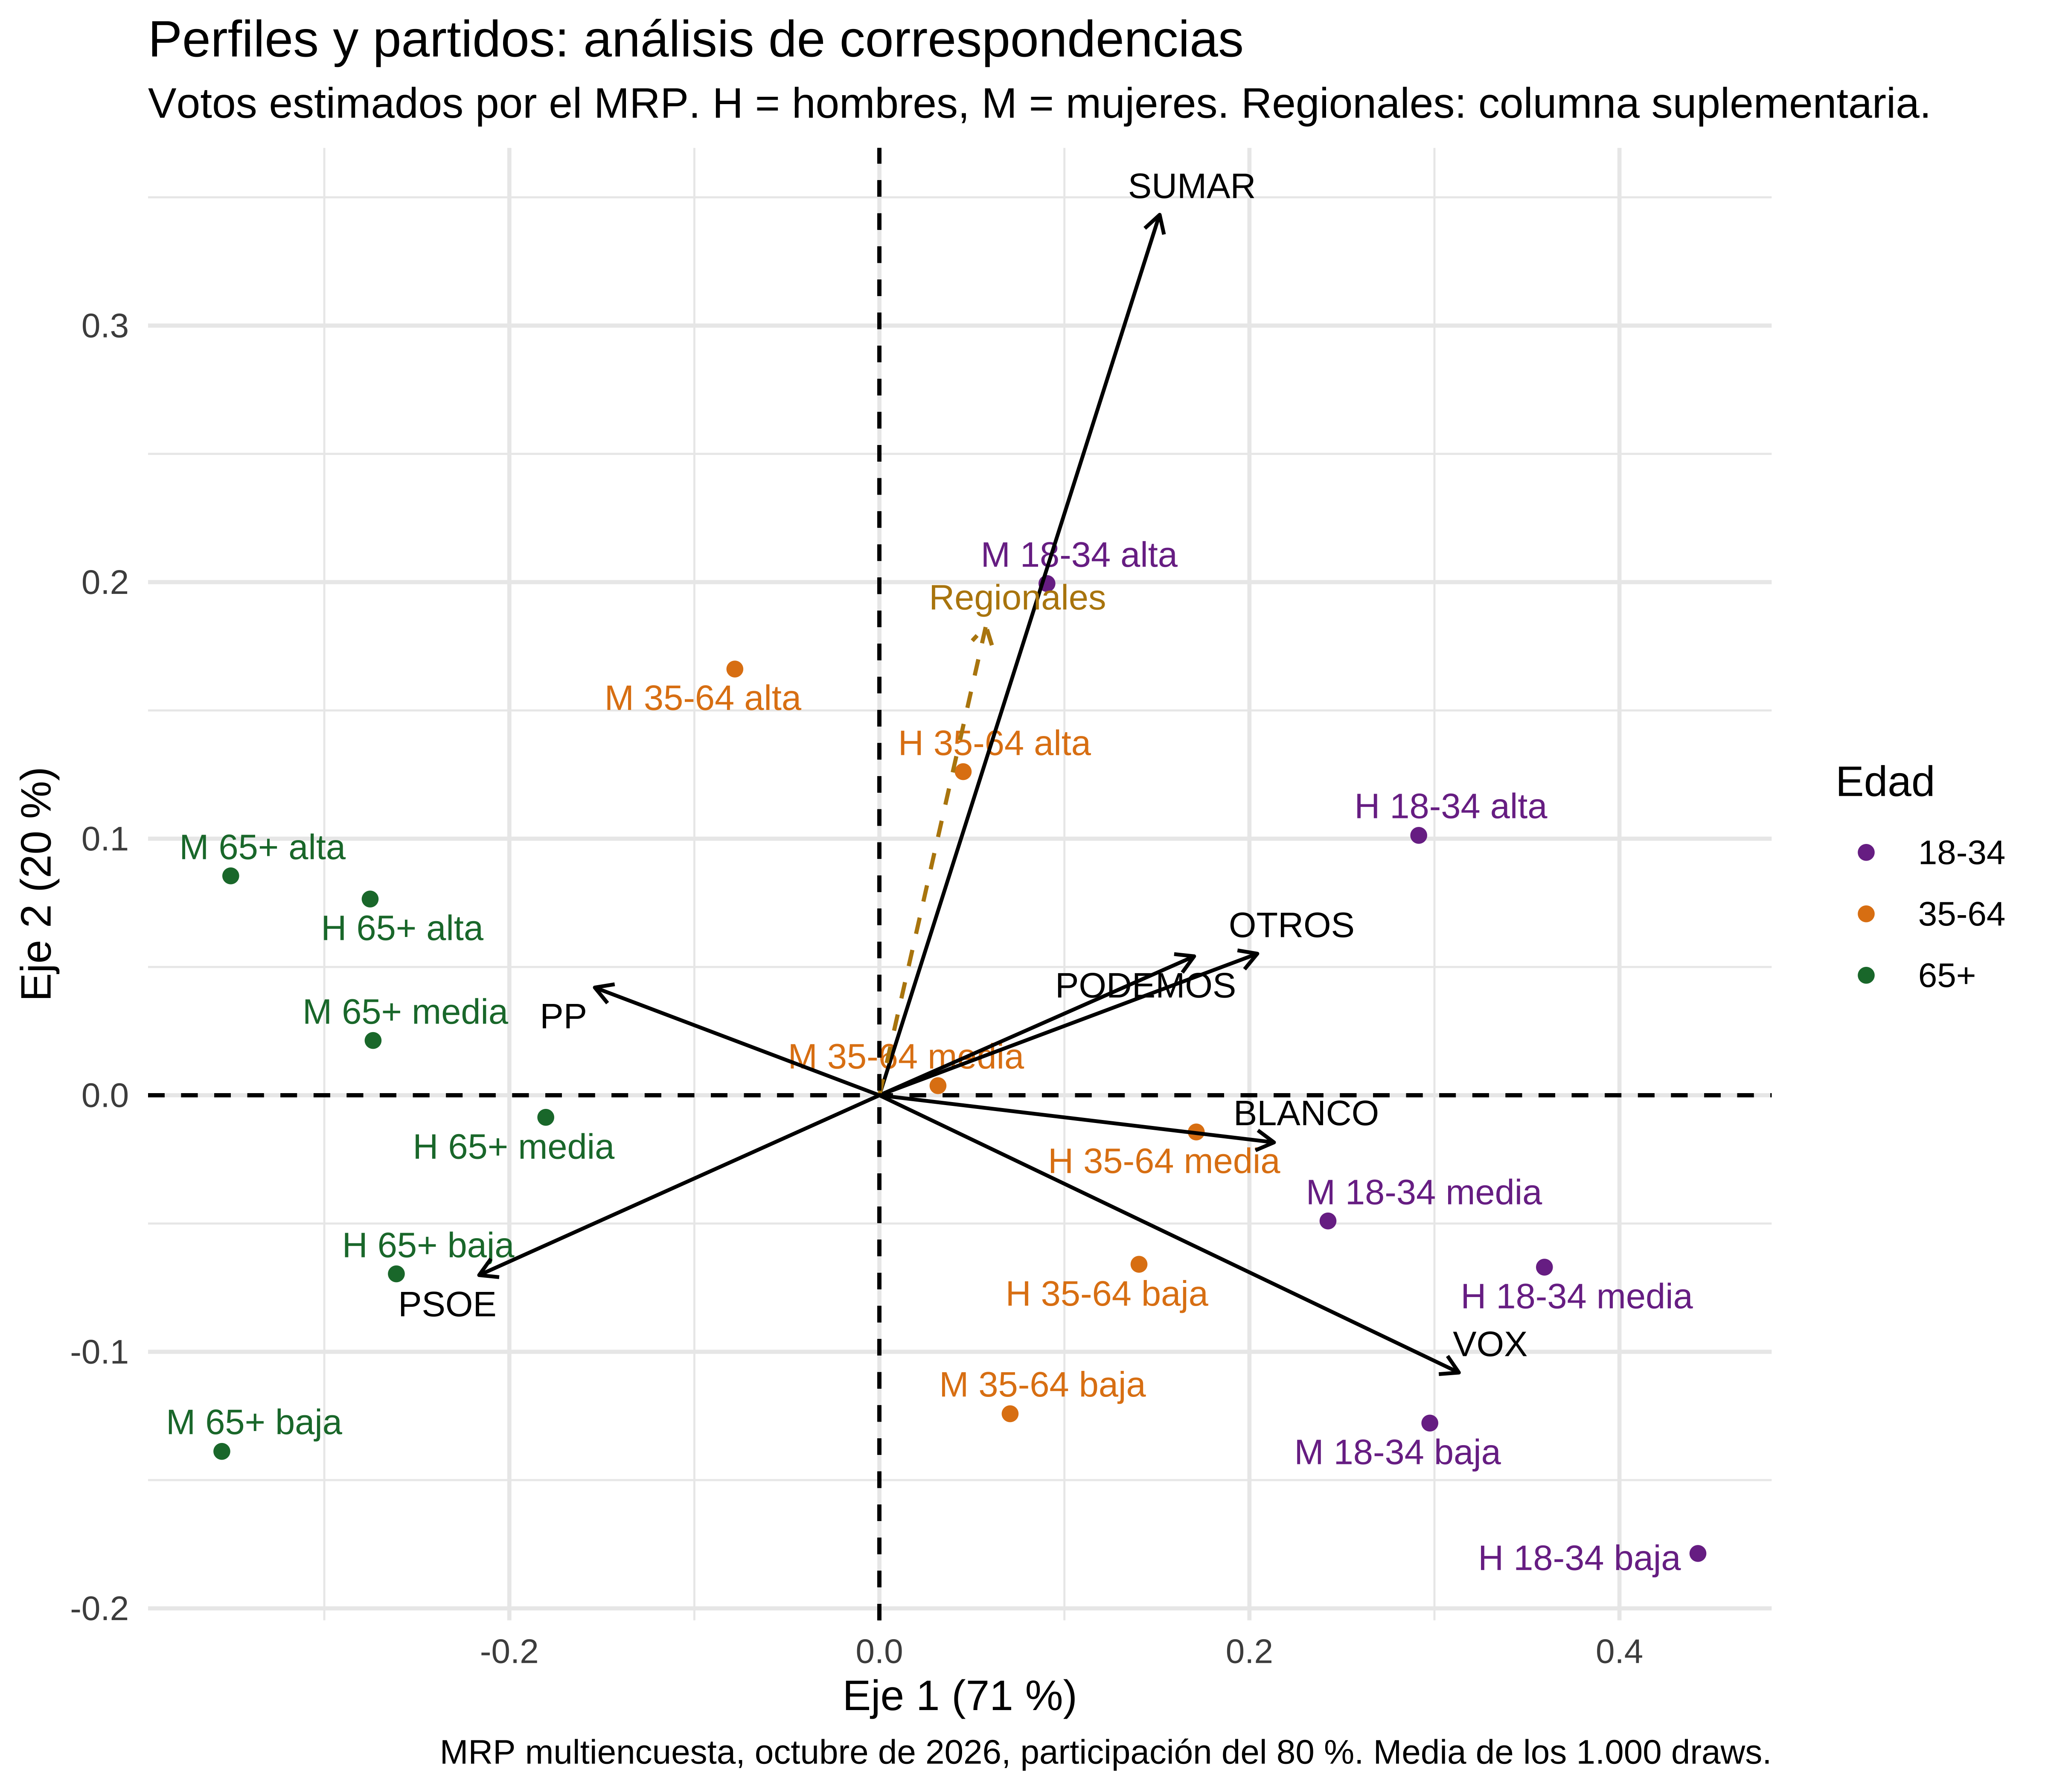 Perfiles y partidos: análisis de correspondencias
Votos estimados por el MRP. H = hombres, M = mujeres. Regionales: columna suplementaria.
SUMAR
0.3
M 18-34 alta
0.2
Regionales
M 35-64 alta
H 35-64 alta
H 18-34 alta
0.1
M 65+ alta
H 65+ alta
OTROS
PODEMOS
M 65+ media
PP
M 35-64 media
0.0
BLANCO
H 65+ media
H 35-64 media
M 18-34 media
H 65+ baja
H 35-64 baja
H 18-34 media
PSOE
VOX
-0.1
M 35-64 baja
M 65+ baja
M 18-34 baja
H 18-34 baja
-0.2
-0.2
0.0
0.2
0.4
Eje 1 (71 %)
Eje 2 (20 %)
Edad
18-34
35-64
65+
MRP multiencuesta, octubre de 2026, participación del 80 %. Media de los 1.000 draws.